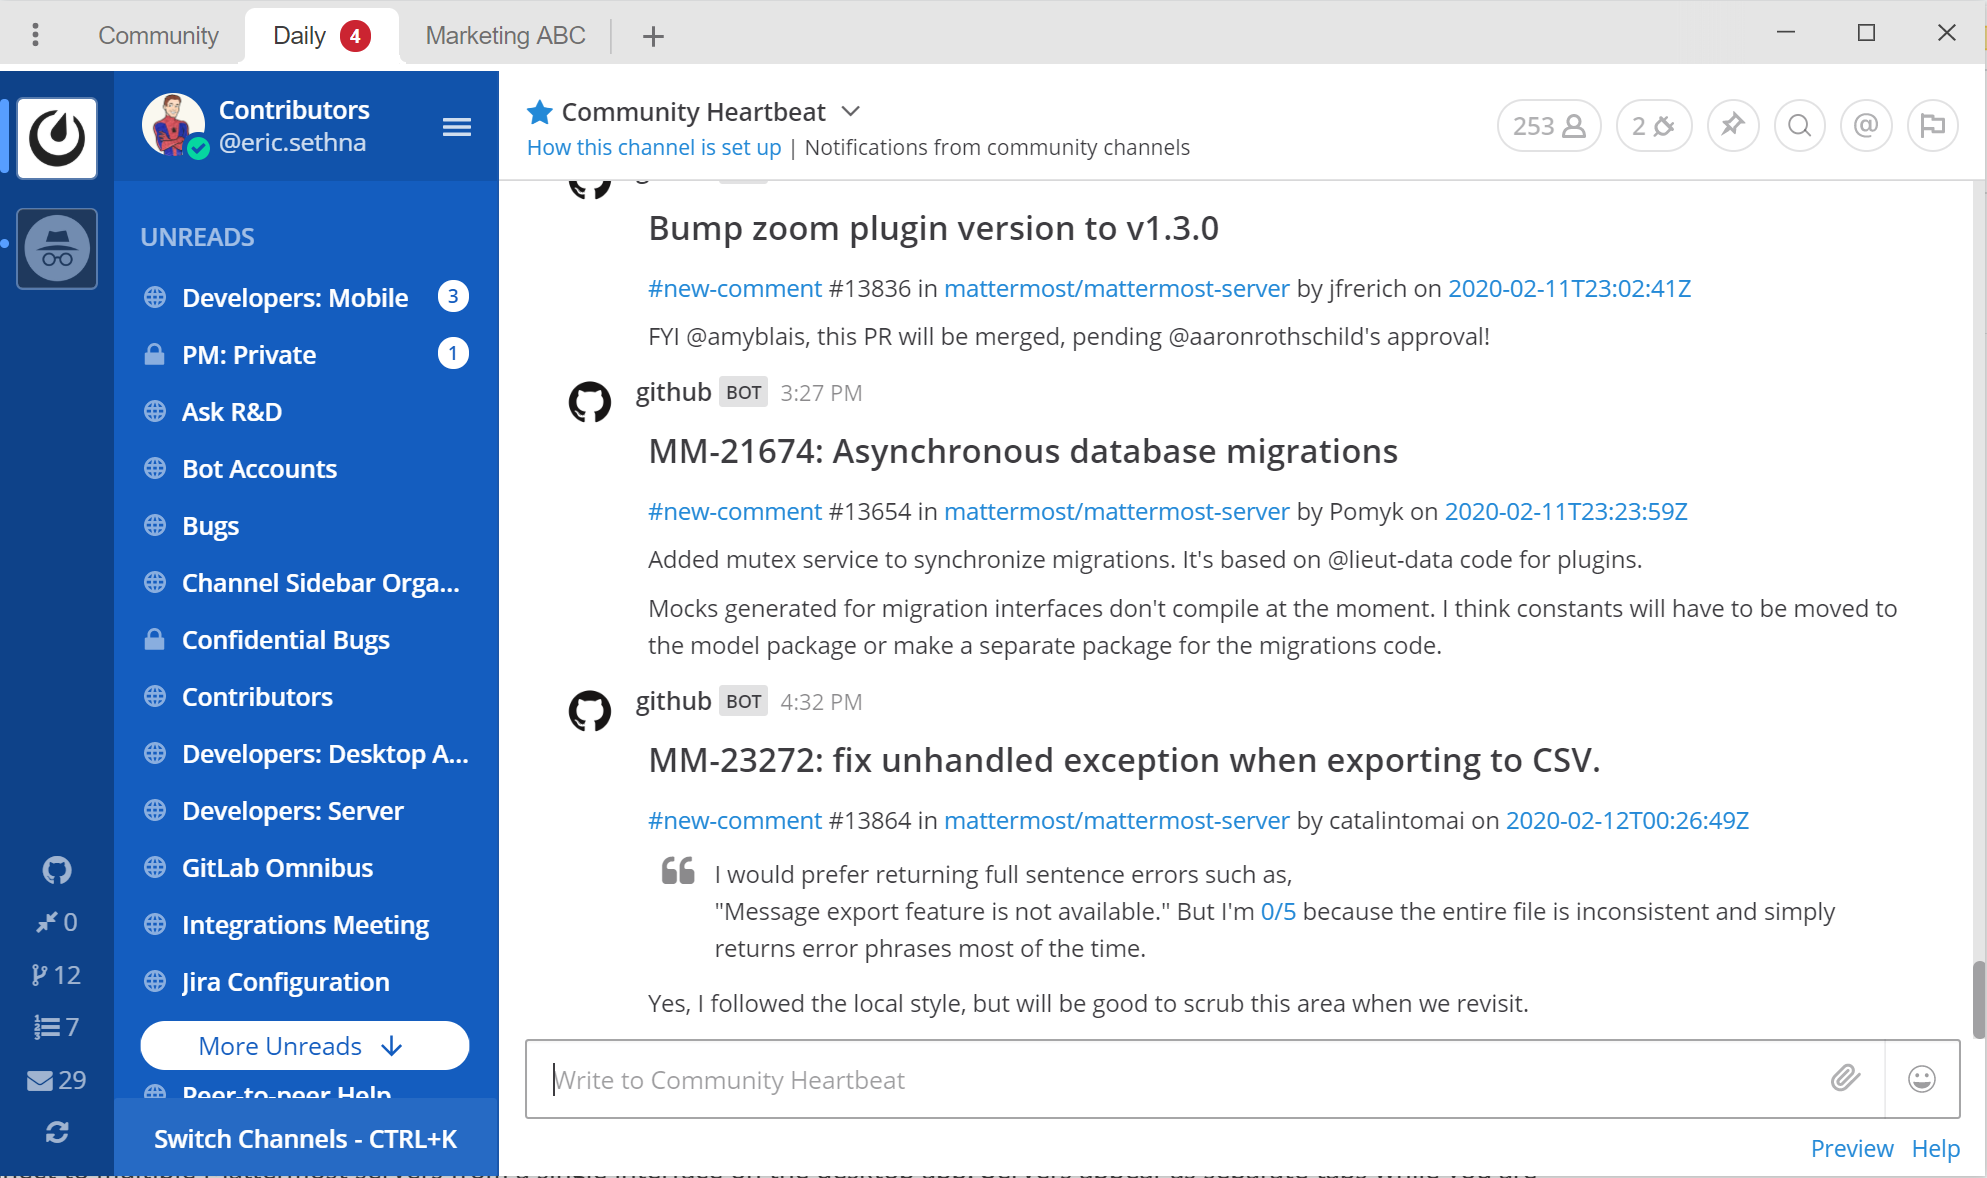 Community
Daily 4
Marketing ABC
Contributors
@eric.sethna
UNREADS
Developers: Mobile 3
PM: Private 1
Ask R&D
Bot Accounts
Bugs
Channel Sidebar Orga...
Confidential Bugs
Contributors
Developers: Desktop A...
Developers: Server
GitLab Omnibus
Integrations Meeting
Jira Configuration
More Unreads
Peer-to-peer Help
Switch Channels - CTRL+K
0
12
7
29
Community Heartbeat
How this channel is set up | Notifications from community channels
253
2
@
Bump zoom plugin version to v1.3.0
#new-comment #13836 in mattermost/mattermost-server by jfrerich on 2020-02-11T23:02:41Z
FYI @amyblais, this PR will be merged, pending @aaronrothschild's approval!
github BOT 3:27 PM
MM-21674: Asynchronous database migrations
#new-comment #13654 in mattermost/mattermost-server by Pomyk on 2020-02-11T23:23:59Z
Added mutex service to synchronize migrations. It's based on @lieut-data code for plugins.
Mocks generated for migration interfaces don't compile at the moment. I think constants will have to be moved to
the model package or make a separate package for the migrations code.
github BOT 4:32 PM
MM-23272: fix unhandled exception when exporting to CSV.
#new-comment #13864 in mattermost/mattermost-server by catalintomai on 2020-02-12T00:26:49Z
I would prefer returning full sentence errors such as,
"Message export feature is not available." But I'm 0/5 because the entire file is inconsistent and simply
returns error phrases most of the time.
Yes, I followed the local style, but will be good to scrub this area when we revisit.
Write to Community Heartbeat
Preview Help